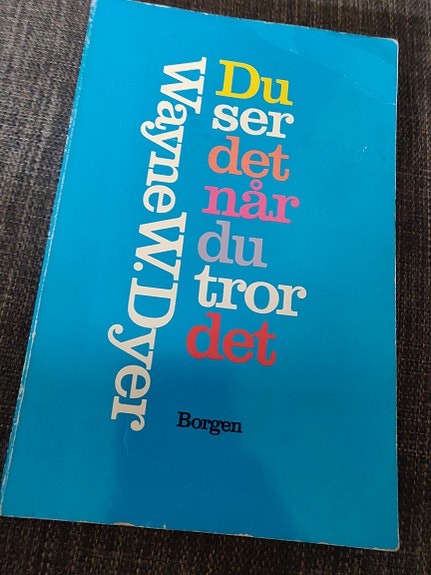 Wayne W. Dyer
Du
ser
det
når
du
tror
det
Borgen